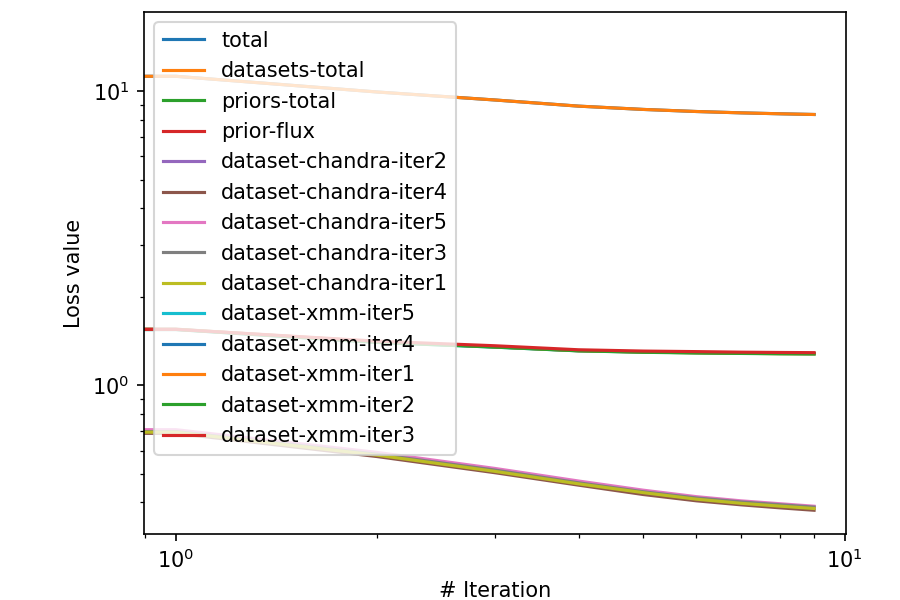 total
datasets-total
priors-total
prior-flux
dataset-chandra-iter2
dataset-chandra-iter4
dataset-chandra-iter5
dataset-chandra-iter3
dataset-chandra-iter1
dataset-xmm-iter5
dataset-xmm-iter4
dataset-xmm-iter1
dataset-xmm-iter2
dataset-xmm-iter3
10¹
10⁰
Loss value
10⁰
10¹
# Iteration